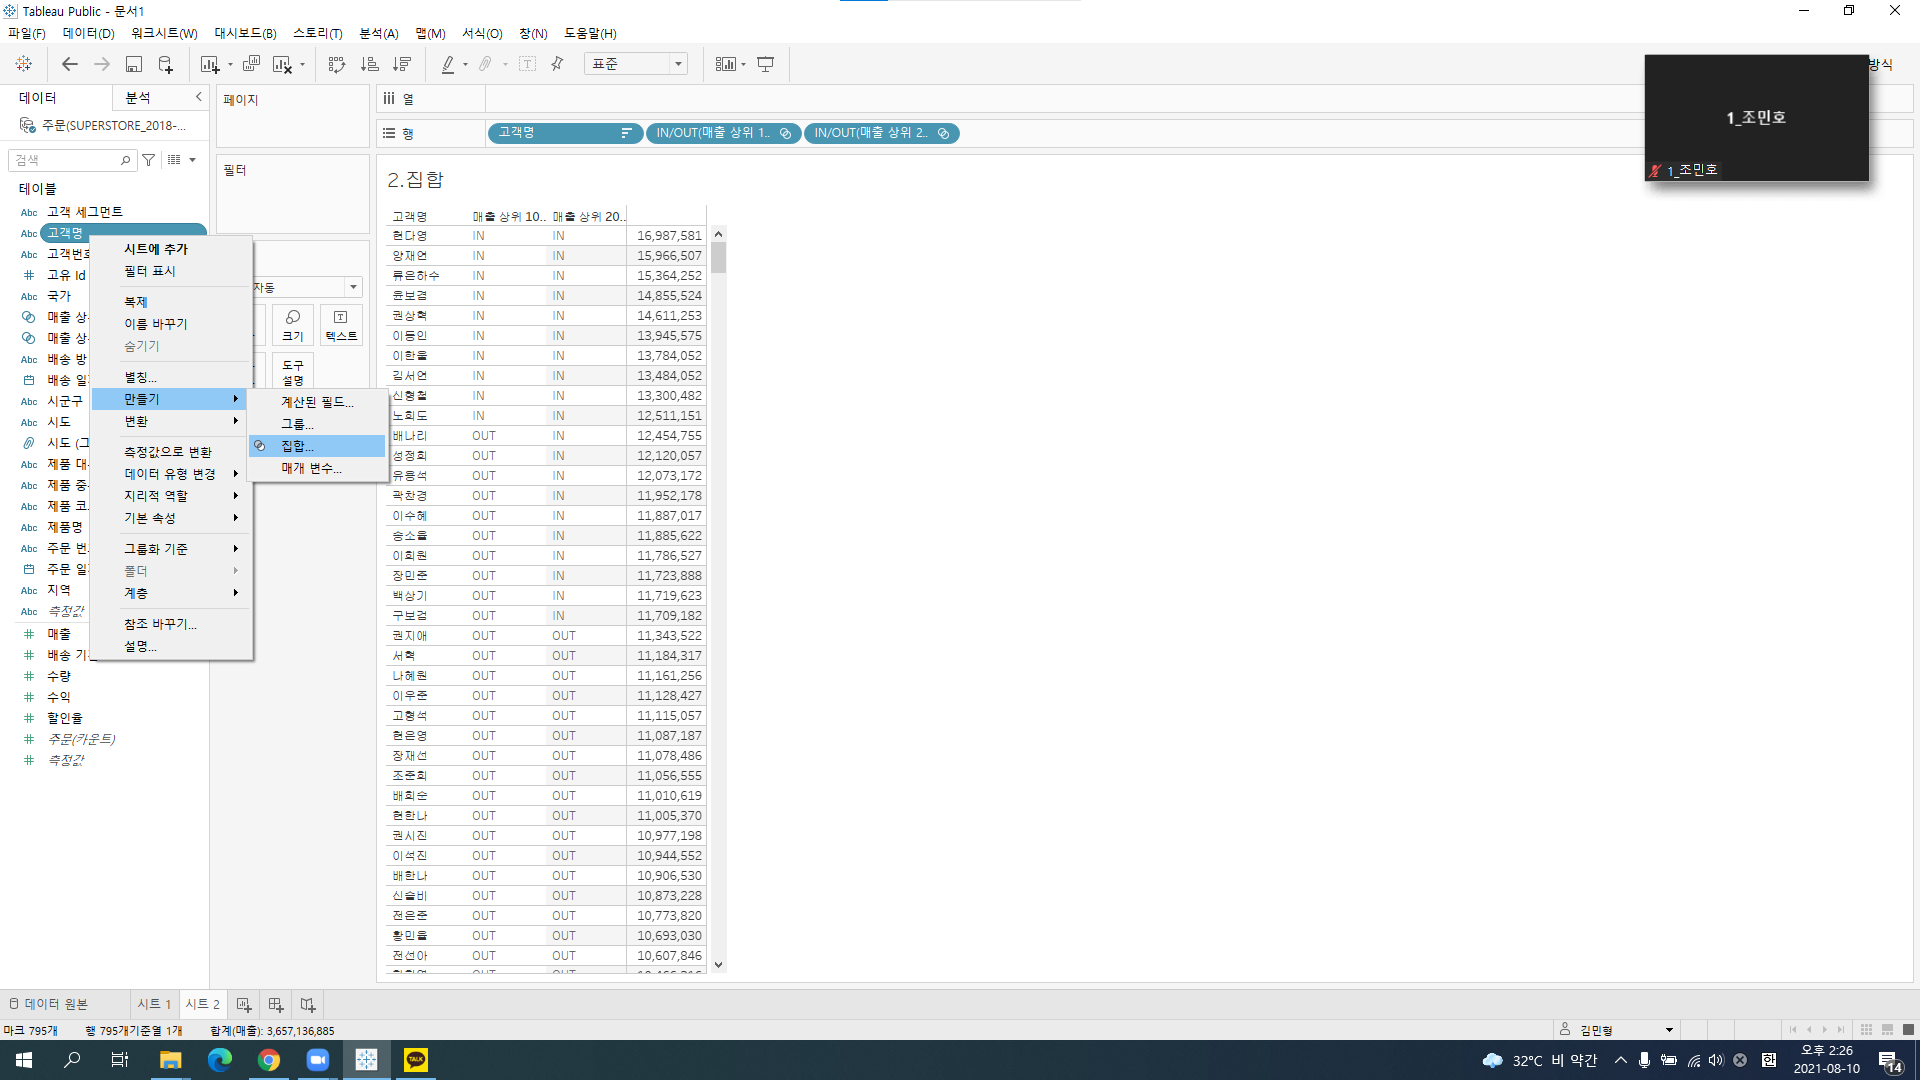 Tableau Public - 문서1
파일(F) 데이터(D) 워크시트(W) 대시보드(B) 스토리(T) 분석(A) 맵(M) 서식(O) 창(N) 도움말(H)
표준
방식
데이터 분석
주문(SUPERSTORE_2018-...
검색
테이블
Abc 고객 세그먼트
Abc 고객명
Abc 고객번호
고유 Id
Abc 국가
매출 상
매출 상
Abc 배송 방
배송 일
Abc 시군구
Abc 시도
시도 (그
Abc 제품 대
Abc 제품 중
Abc 제품 코
Abc 제품명
Abc 주문 번
주문 일
Abc 지역
Abc 측정값
매출
배송 기
수량
수익
할인율
주문(카운트)
측정값
시트에 추가
필터 표시
복제
이름 바꾸기
숨기기
별칭...
만들기
변환
측정값으로 변환
데이터 유형 변경
지리적 역할
기본 속성
그룹화 기준
폴더
계층
참조 바꾸기...
설명...
계산된 필드...
그룹...
집합...
매개 변수...
페이지
필터
자동
크기 텍스트
도구 설명
열
행 고객명 IN/OUT(매출 상위 1.. IN/OUT(매출 상위 2..
1_조민호
1_조민호
2.집합
고객명 매출 상위 10.. 매출 상위 20..
현다영 IN IN 16,987,581
양재연 IN IN 15,966,507
류은하수 IN IN 15,364,252
윤보겸 IN IN 14,855,524
권상혁 IN IN 14,611,253
이동인 IN IN 13,945,575
이한울 IN IN 13,784,052
김서연 IN IN 13,484,052
신형철 IN IN 13,300,482
노희도 IN IN 12,511,151
배나리 OUT IN 12,454,755
성정희 OUT IN 12,120,057
유용석 OUT IN 12,073,172
곽찬경 OUT IN 11,952,178
이수혜 OUT IN 11,887,017
송소율 OUT IN 11,885,622
이희원 OUT IN 11,786,527
장민준 OUT IN 11,723,888
백상기 OUT IN 11,719,623
구보검 OUT IN 11,709,182
권지애 OUT OUT 11,343,522
서혁 OUT OUT 11,184,317
나혜원 OUT OUT 11,161,256
이우준 OUT OUT 11,128,427
고형석 OUT OUT 11,115,057
현은영 OUT OUT 11,087,187
장재선 OUT OUT 11,078,486
조준희 OUT OUT 11,056,555
배희순 OUT OUT 11,010,619
현한나 OUT OUT 11,005,370
권시진 OUT OUT 10,977,198
이석진 OUT OUT 10,944,552
배한나 OUT OUT 10,906,530
신슬비 OUT OUT 10,873,228
전은준 OUT OUT 10,773,820
황민율 OUT OUT 10,693,030
전선아 OUT OUT 10,607,846
OUT OUT
데이터 원본 시트 1 시트 2
마크 795개 행 795개기준열 1개 합계(매출): 3,657,136,885
김민형
32°C 비 약간
한
오후 2:26
2021-08-10
14
TALK